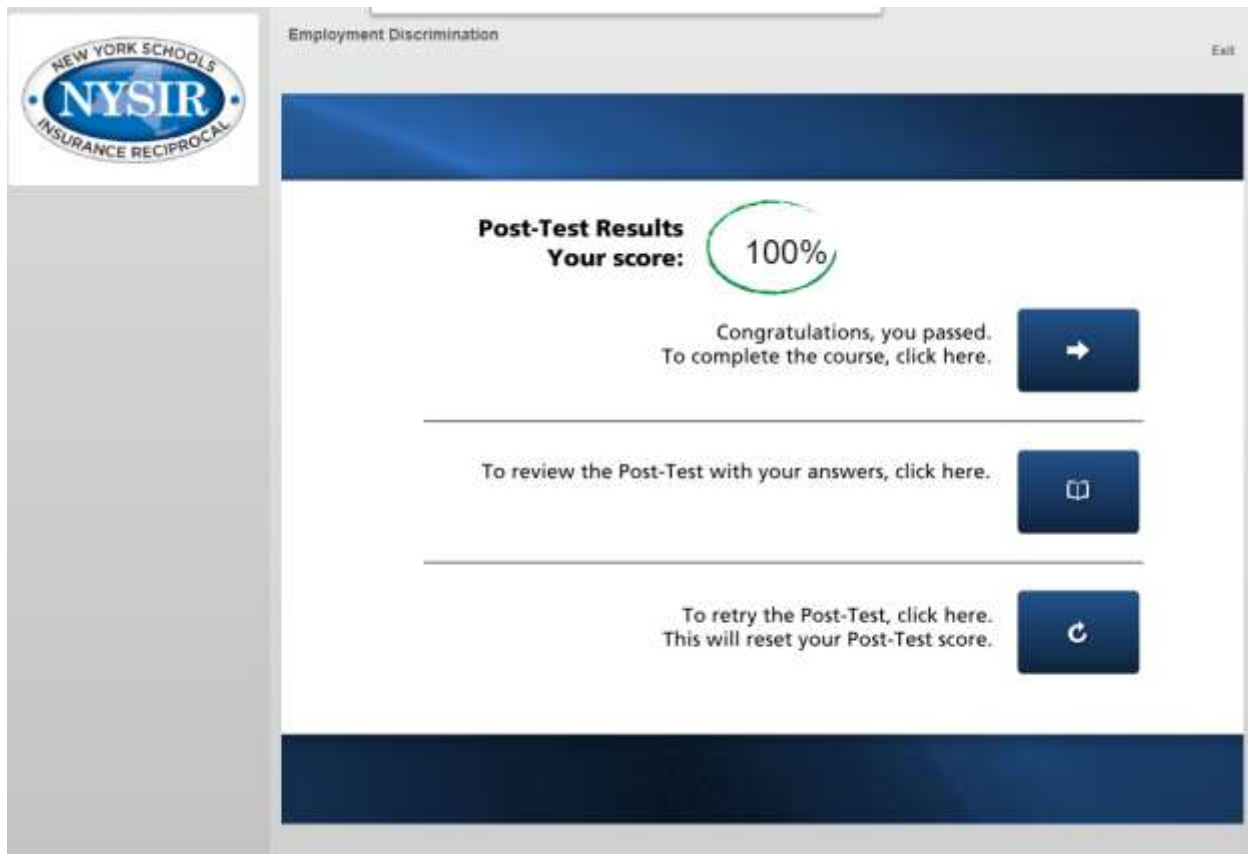 NEW YORK SCHOOLS
NYSIR
INSURANCE RECIPROCAL
Employment Discrimination
Exit
Post-Test Results
Your score:
100%
Congratulations, you passed.
To complete the course, click here.
To review the Post-Test with your answers, click here.
To retry the Post-Test, click here.
This will reset your Post-Test score.